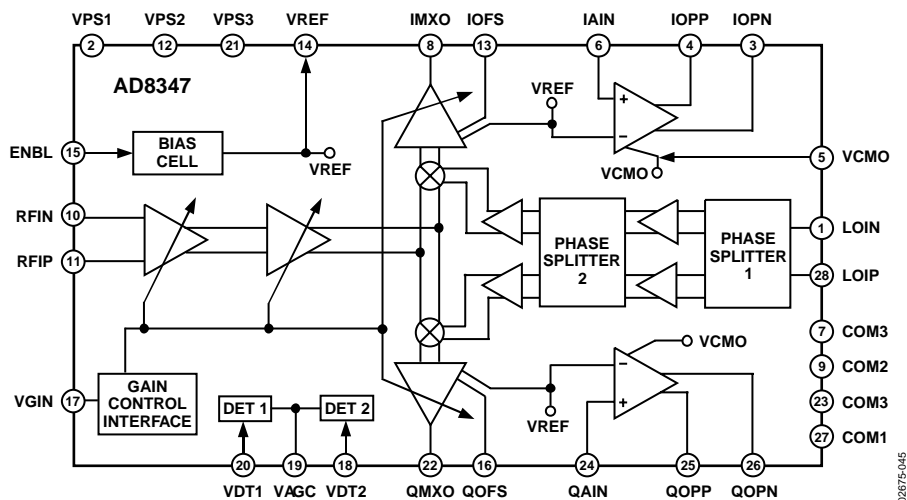 VPS1 VPS2 VPS3 VREF IMXO IOFS IAIN IOPP IOPN
2 12 21 14 8 13 6 4 3
AD8347
VREF
ENBL 15 BIAS
CELL
VREF
+
−
VCMO
5 VCMO
RFIN 10
RFIP 11
PHASE
SPLITTER
2
PHASE
SPLITTER
1
1 LOIN
28 LOIP
7 COM3
VCMO
9 COM2
VGIN 17 GAIN
CONTROL
INTERFACE
DET 1 DET 2
VREF
−
+
23 COM3
27 COM1
20 19 18 22 16 24 25 26
VDT1 VAGC VDT2 QMXO QOFS QAIN QOPP QOPN
02675-045